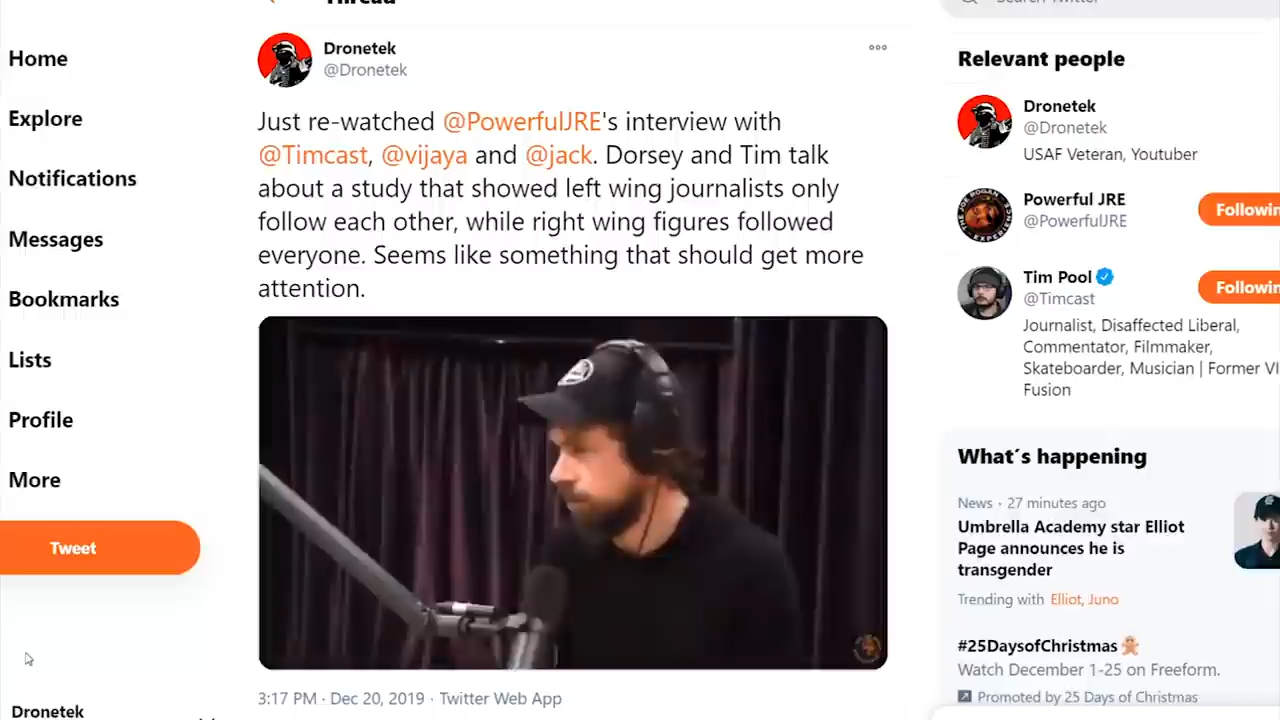 Thread
Search Twitter
Home
Explore
Notifications
Messages
Bookmarks
Lists
Profile
More
Tweet
Dronetek
Dronetek
@Dronetek
Just re-watched @PowerfulJRE's interview with
@Timcast, @vijaya and @jack. Dorsey and Tim talk
about a study that showed left wing journalists only
follow each other, while right wing figures followed
everyone. Seems like something that should get more
attention.
3:17 PM · Dec 20, 2019 · Twitter Web App
Relevant people
Dronetek
@Dronetek
USAF Veteran, Youtuber
Powerful JRE
@PowerfulJRE
Followin
Tim Pool
@Timcast
Followin
Journalist, Disaffected Liberal,
Commentator, Filmmaker,
Skateboarder, Musician | Former VI
Fusion
What´s happening
News · 27 minutes ago
Umbrella Academy star Elliot
Page announces he is
transgender
Trending with Elliot, Juno
#25DaysofChristmas
Watch December 1-25 on Freeform.
Promoted by 25 Days of Christmas